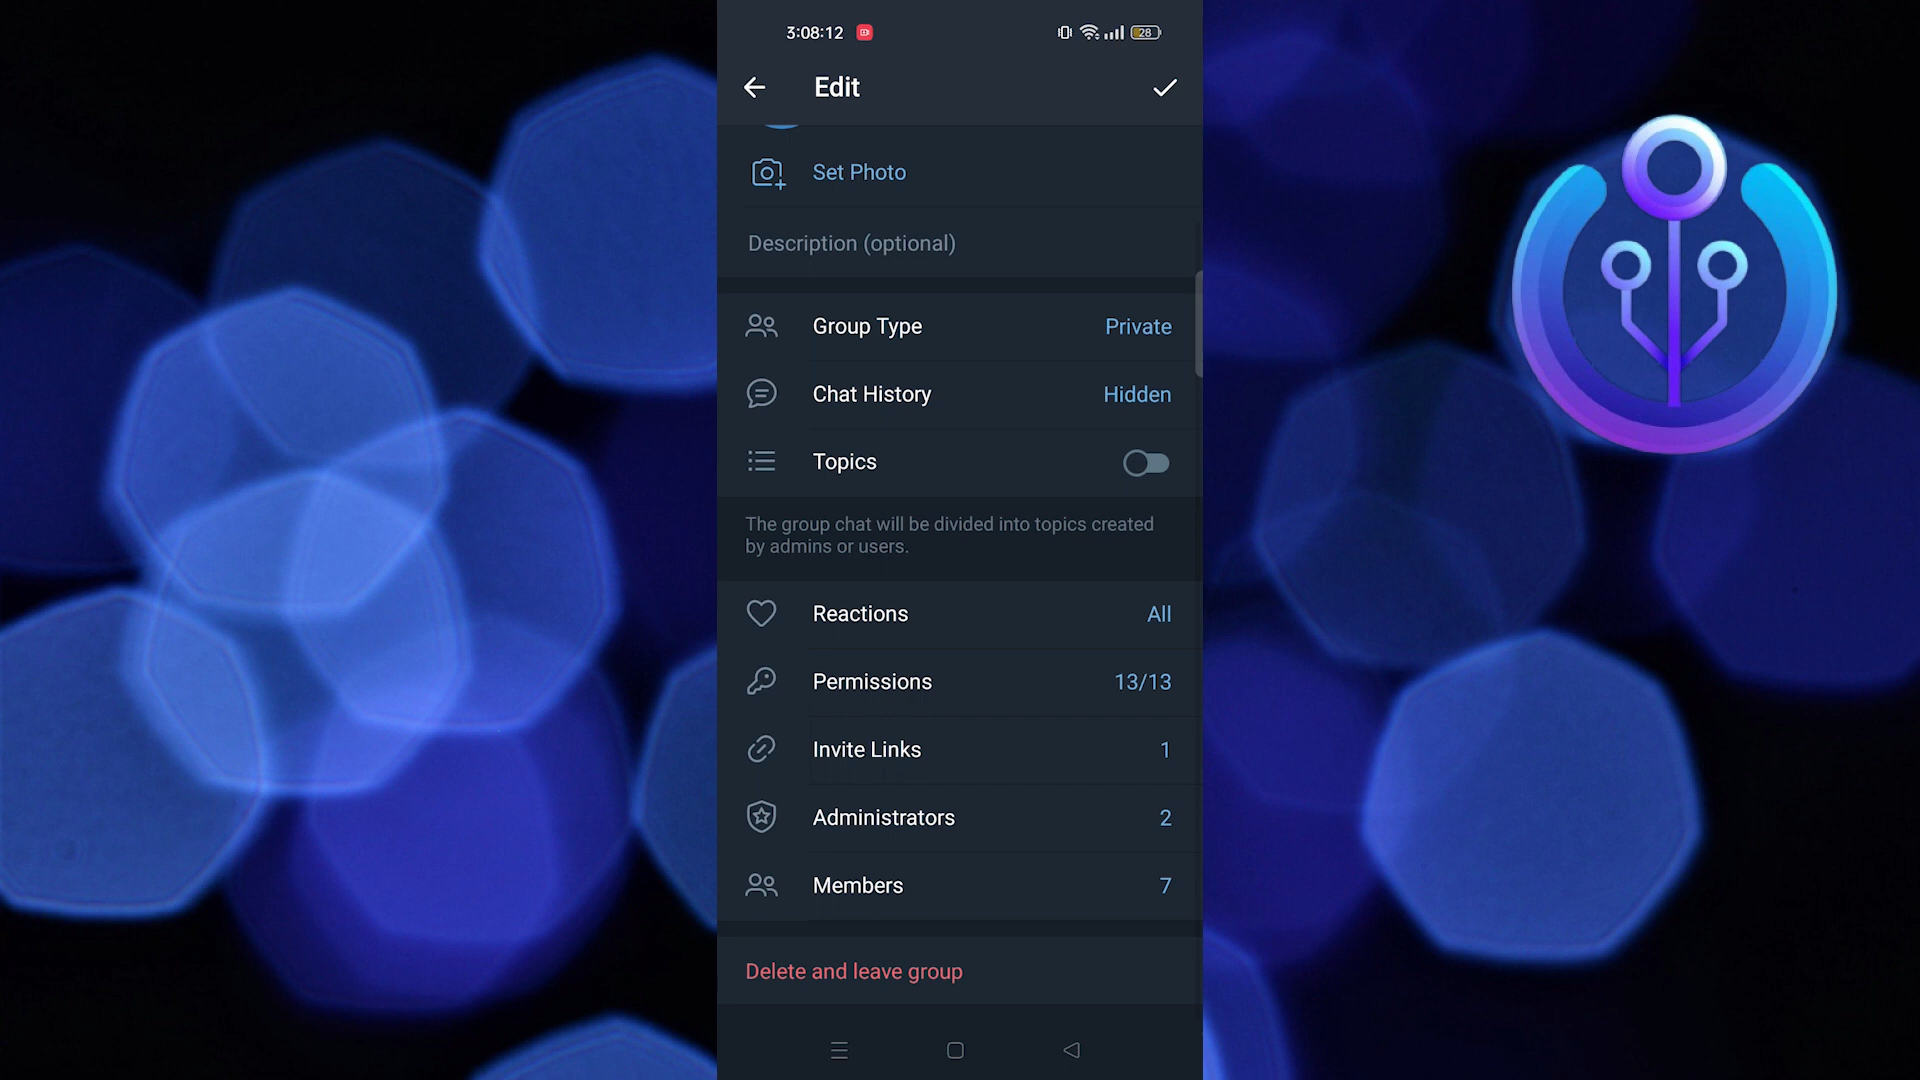 3:08:12
28
Edit
Set Photo
Description (optional)
Group Type Private
Chat History Hidden
Topics
The group chat will be divided into topics created
by admins or users.
Reactions All
Permissions 13/13
Invite Links 1
Administrators 2
Members 7
Delete and leave group